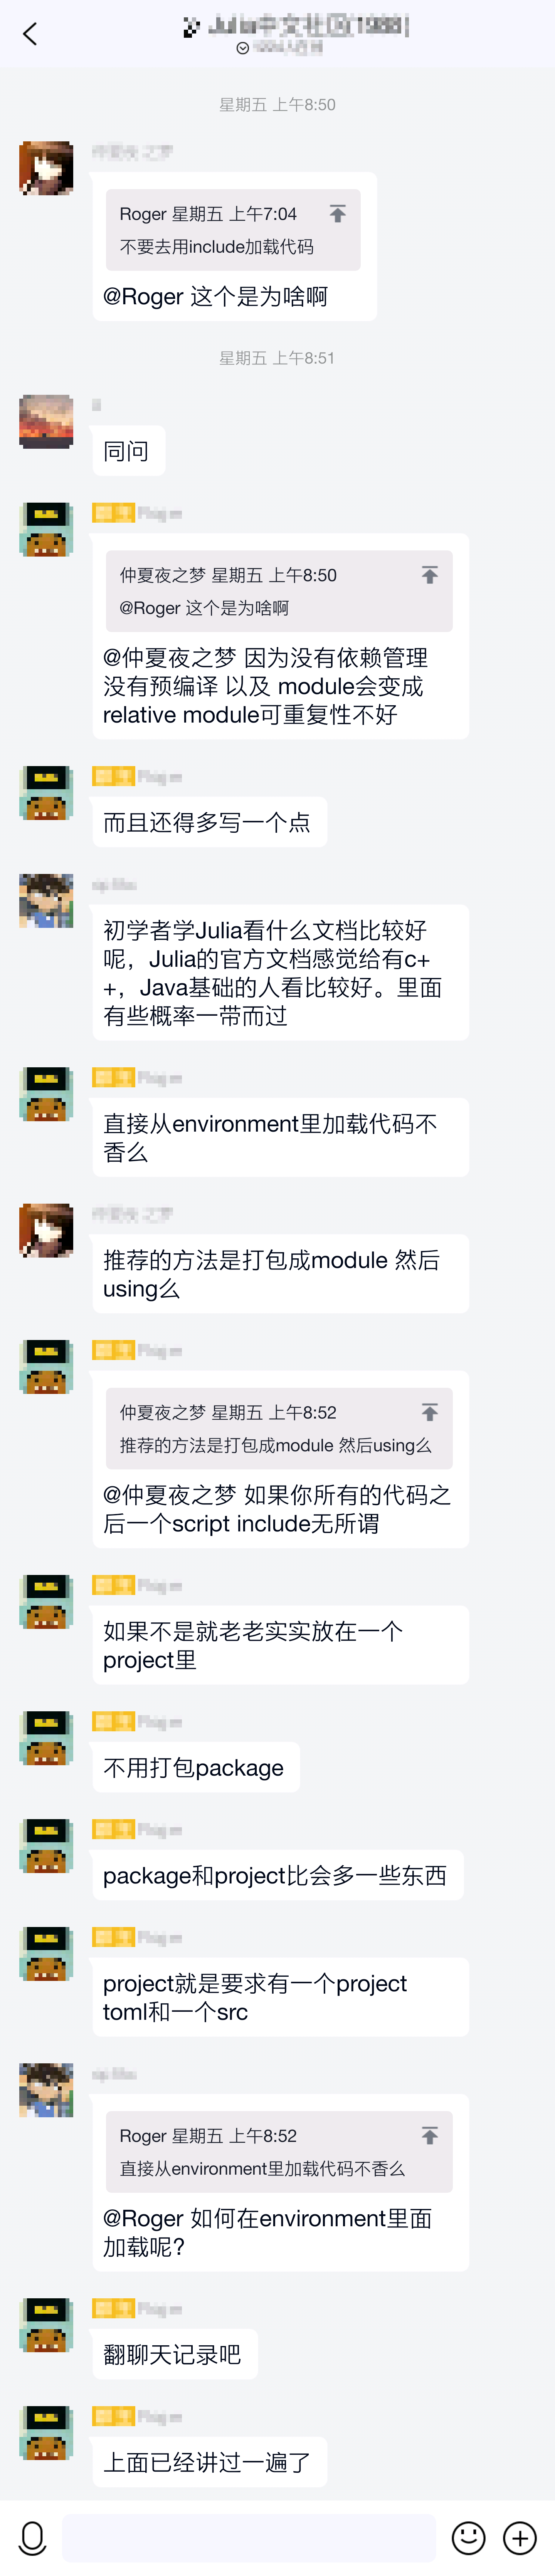 星期五 上午8:50
Roger 星期五 上午7:04
不要去用include加载代码
@Roger 这个是为啥啊
星期五 上午8:51
同问
仲夏夜之梦 星期五 上午8:50
@Roger 这个是为啥啊
@仲夏夜之梦 因为没有依赖管理
没有预编译 以及 module会变成
relative module可重复性不好
而且还得多写一个点
初学者学Julia看什么文档比较好
呢，Julia的官方文档感觉给有c+
+，Java基础的人看比较好。里面
有些概率一带而过
直接从environment里加载代码不
香么
推荐的方法是打包成module 然后
using么
仲夏夜之梦 星期五 上午8:52
推荐的方法是打包成module 然后using么
@仲夏夜之梦 如果你所有的代码之
后一个script include无所谓
如果不是就老老实实放在一个
project里
不用打包package
package和project比会多一些东西
project就是要求有一个project
toml和一个src
Roger 星期五 上午8:52
直接从environment里加载代码不香么
@Roger 如何在environment里面
加载呢？
翻聊天记录吧
上面已经讲过一遍了